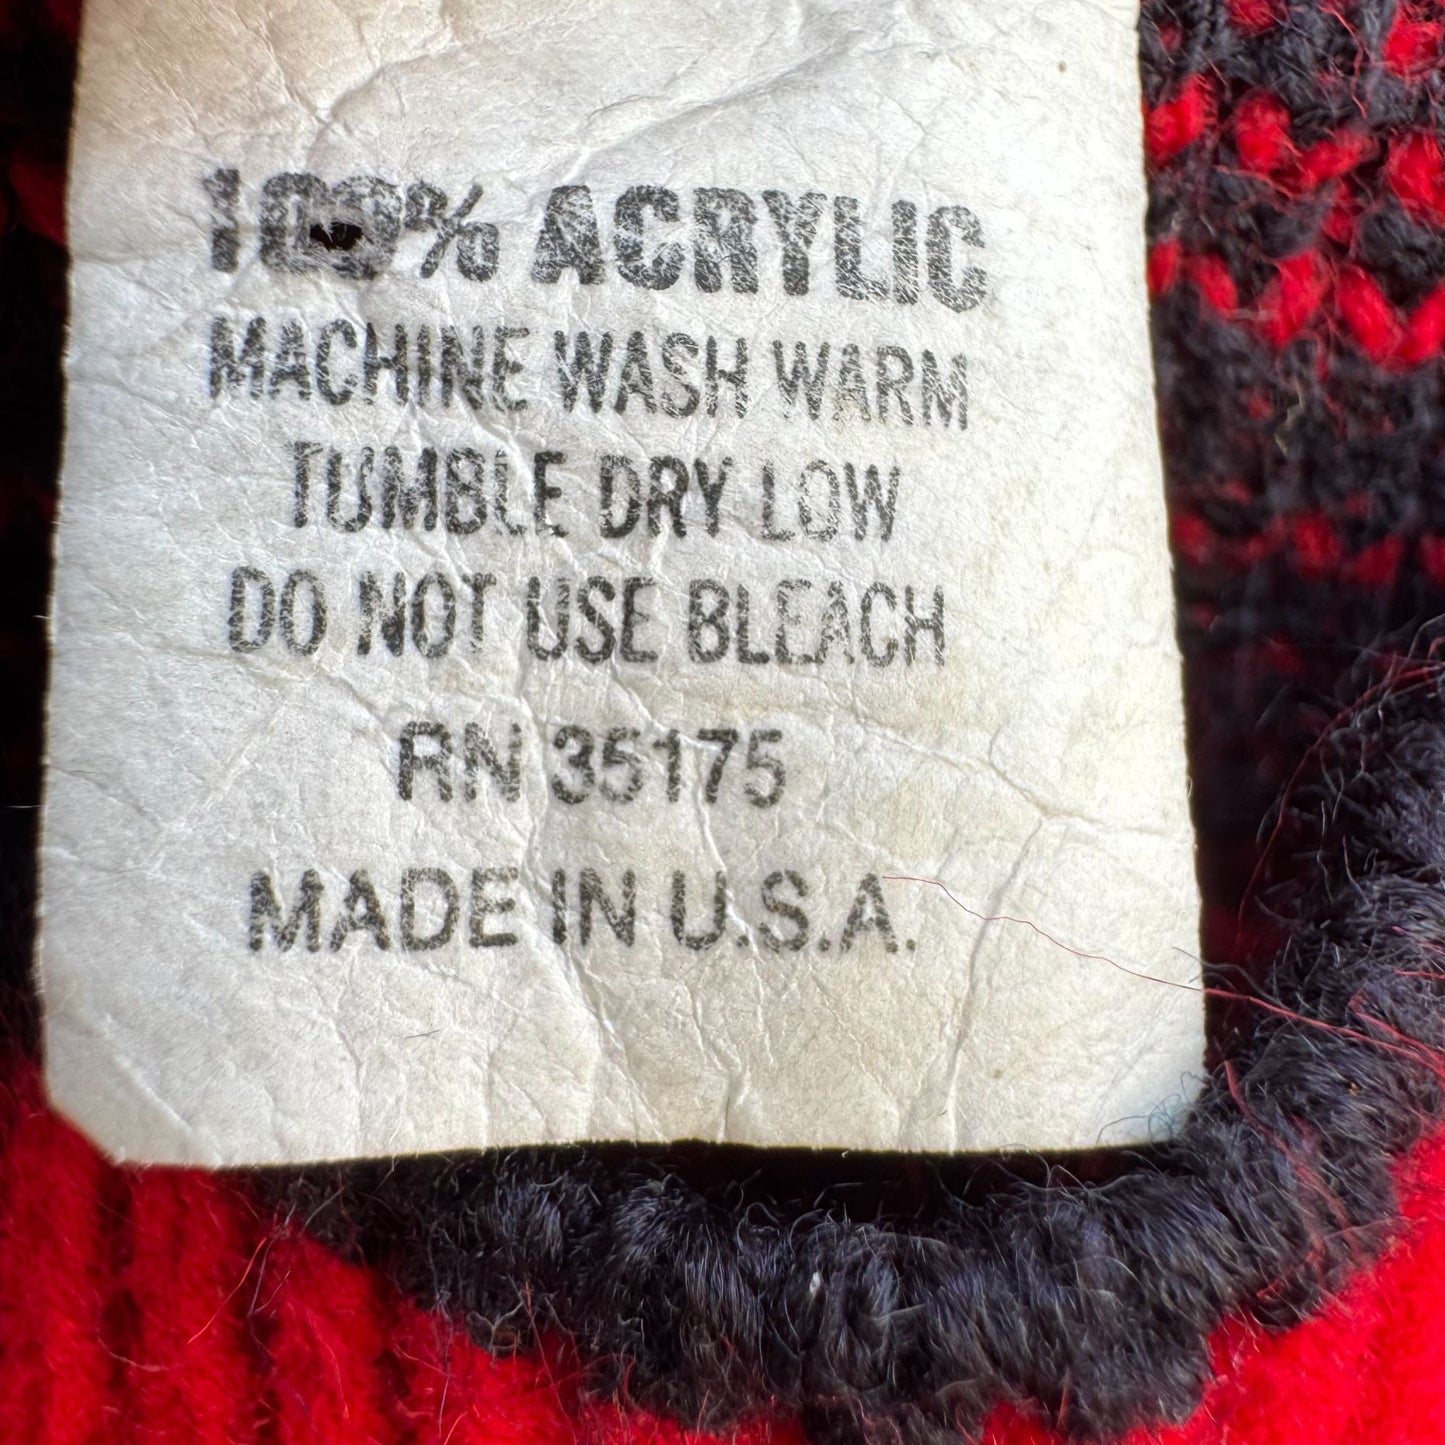 100% ACRYLIC
MACHINE WASH WARM
TUMBLE DRY LOW
DO NOT USE BLEACH
RN 35175
MADE IN U.S.A.